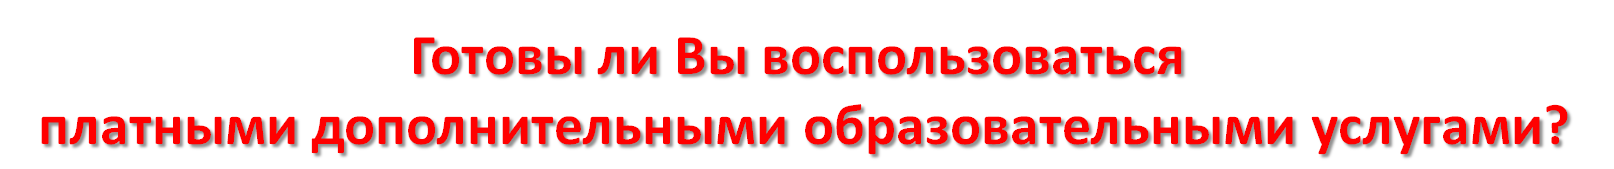 Готовы ли Вы воспользоваться
платными дополнительными образовательными услугами?